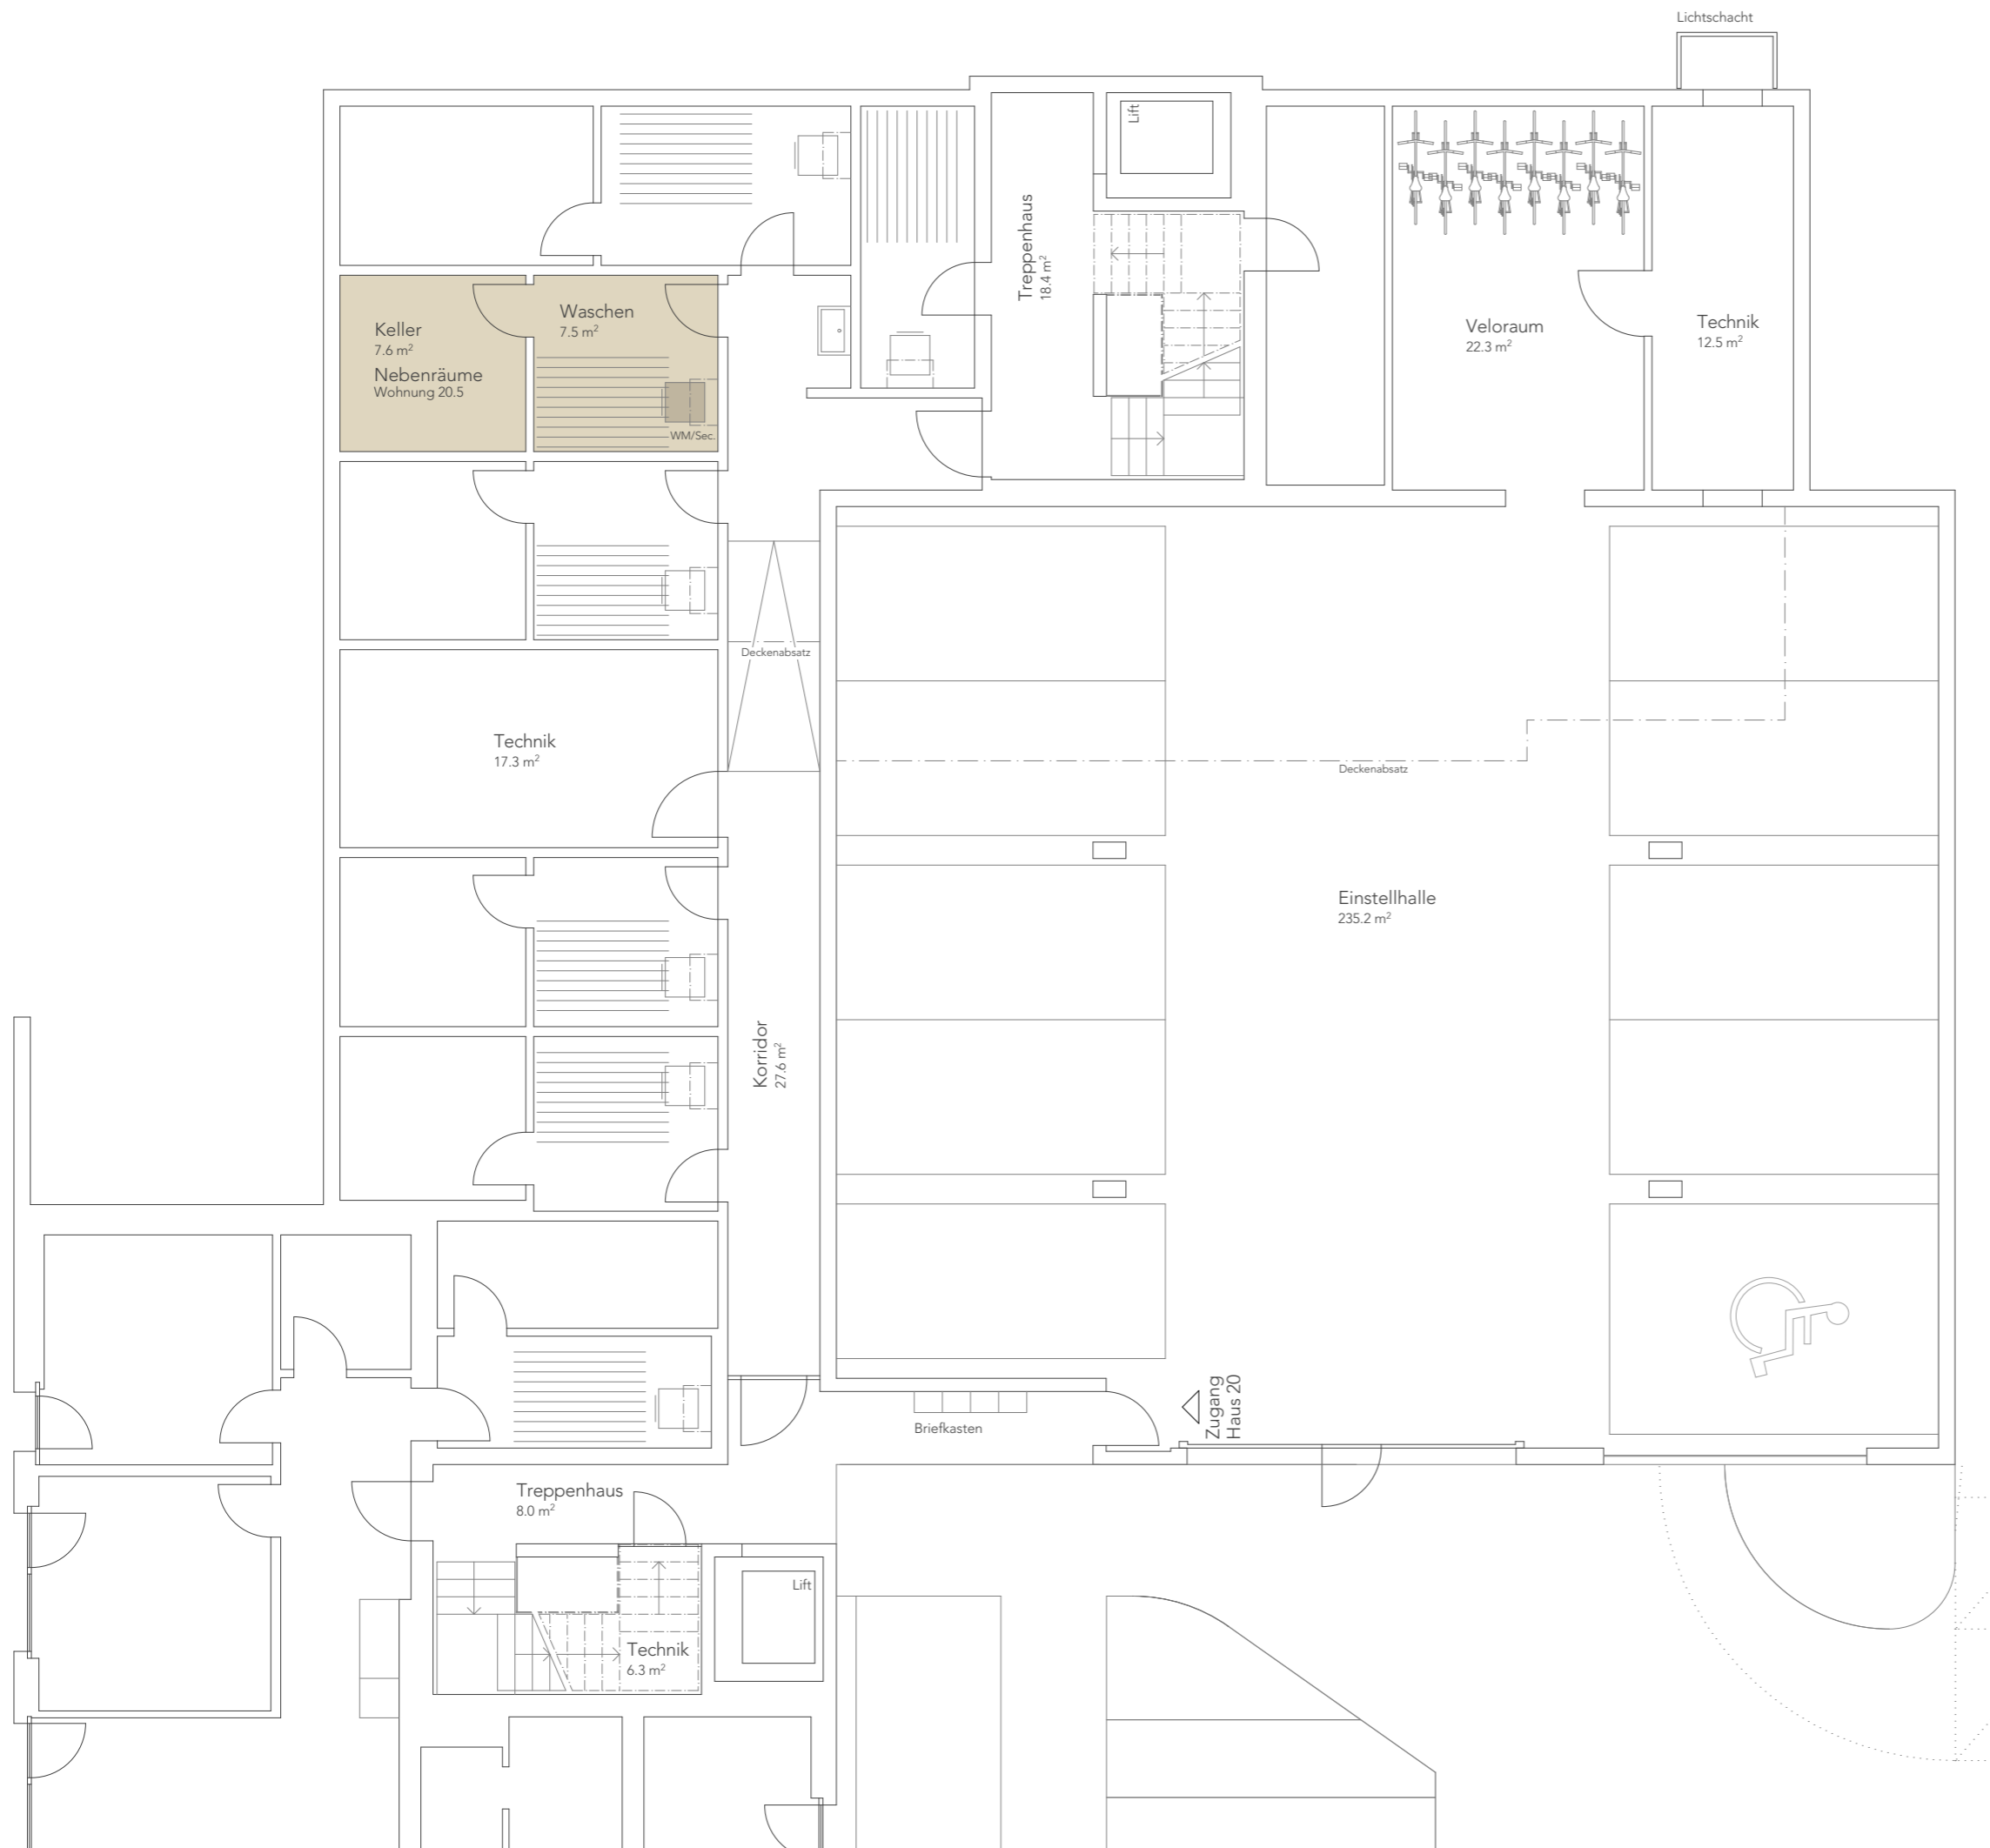 Lichtschacht
Lift
Treppenhaus
18.4 m²
Waschen
7.5 m²
Keller
7.6 m²
Nebenräume
Wohnung 20.5
WM/Sec.
Veloraum
22.3 m²
Technik
12.5 m²
Deckenabsatz
Technik
17.3 m²
Deckenabsatz
Einstellhalle
235.2 m²
Korridor
27.6 m²
Zugang
Haus 20
Briefkasten
Treppenhaus
8.0 m²
Lift
Technik
6.3 m²